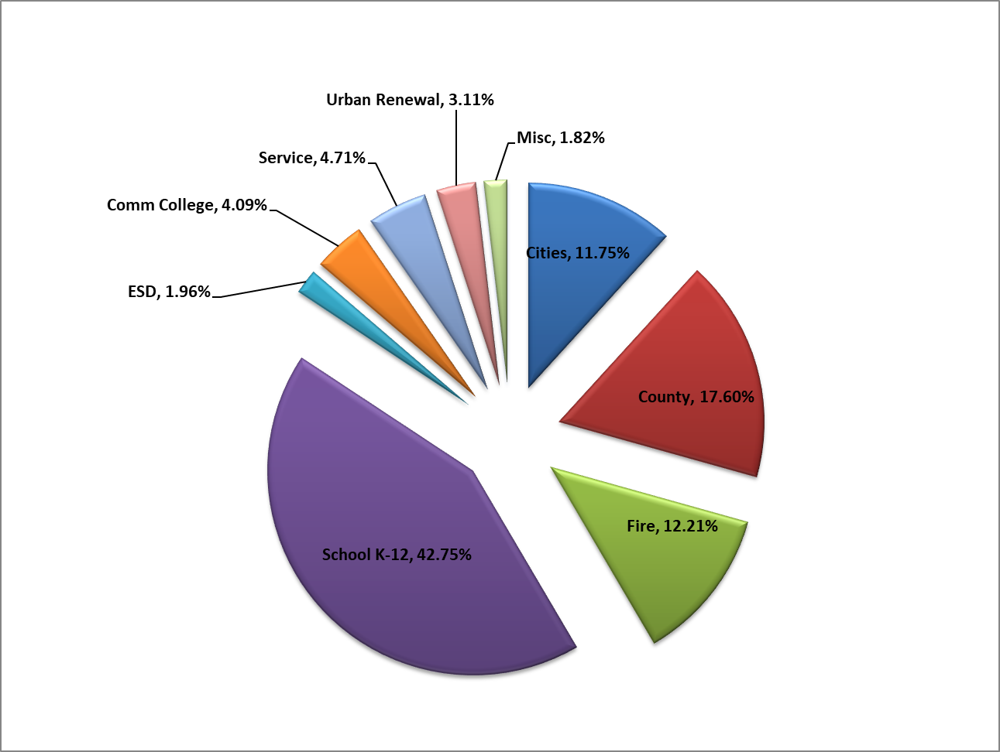 Urban Renewal, 3.11%
Misc, 1.82%
Service, 4.71%
Comm College, 4.09%
Cities, 11.75%
ESD, 1.96%
County, 17.60%
Fire, 12.21%
School K-12, 42.75%